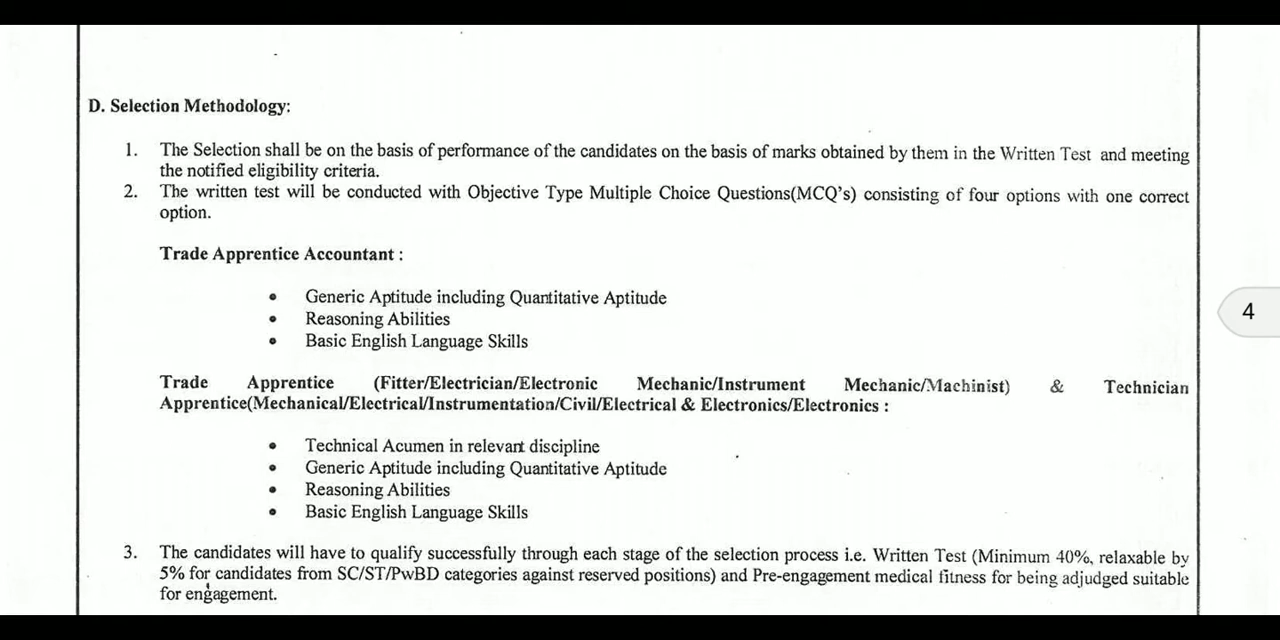 D. Selection Methodology:
1. The Selection shall be on the basis of performance of the candidates on the basis of marks obtained by them in the Written Test and meeting
the notified eligibility criteria.
2. The written test will be conducted with Objective Type Multiple Choice Questions(MCQ's) consisting of four options with one correct
option.
Trade Apprentice Accountant :
• Generic Aptitude including Quantitative Aptitude
• Reasoning Abilities
• Basic English Language Skills
4
Trade Apprentice (Fitter/Electrician/Electronic Mechanic/Instrument Mechanic/Machinist) & Technician
Apprentice(Mechanical/Electrical/Instrumentation/Civil/Electrical & Electronics/Electronics :
• Technical Acumen in relevant discipline
• Generic Aptitude including Quantitative Aptitude
• Reasoning Abilities
• Basic English Language Skills
3. The candidates will have to qualify successfully through each stage of the selection process i.e. Written Test (Minimum 40%, relaxable by
5% for candidates from SC/ST/PwBD categories against reserved positions) and Pre-engagement medical fitness for being adjudged suitable
for engagement.